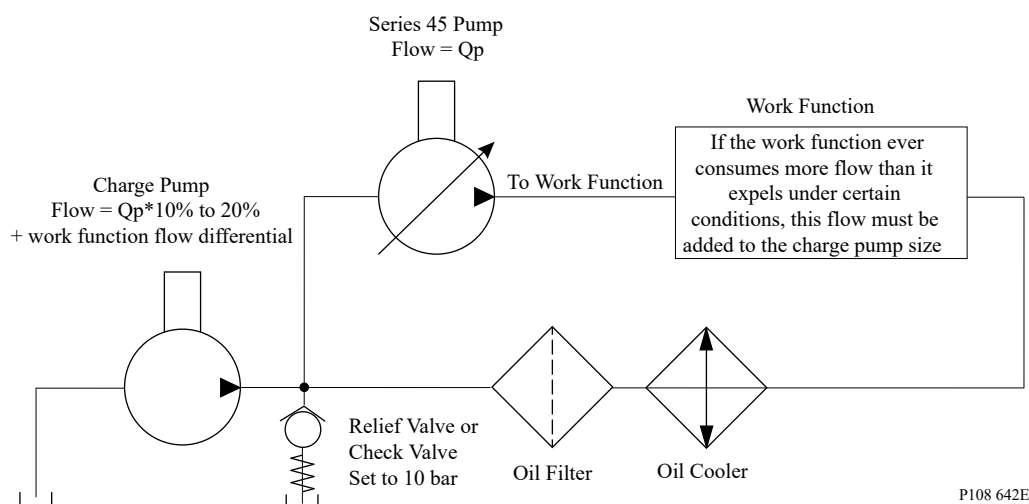 Series 45 Pump
Flow = Qp
Work Function
If the work function ever
consumes more flow than it
expels under certain
conditions, this flow must be
added to the charge pump size
To Work Function
Charge Pump
Flow = Qp*10% to 20%
+ work function flow differential
Relief Valve or
Check Valve
Set to 10 bar
Oil Filter
Oil Cooler
P108 642E